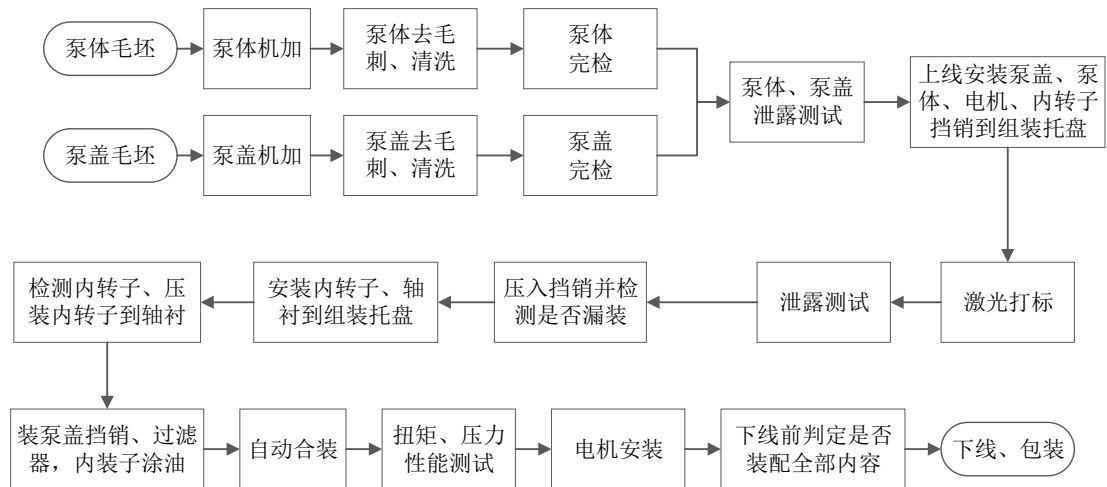 泵体毛坯
泵体机加
泵体去毛
刺、清洗
泵体
完检
泵盖毛坯
泵盖机加
泵盖去毛
刺、清洗
泵盖
完检
泵体、泵盖
泄露测试
上线安装泵盖、泵
体、电机、内转子
挡销到组装托盘
激光打标
泄露测试
压入挡销并检
测是否漏装
安装内转子、轴
衬到组装托盘
检测内转子、压
装内转子到轴衬
装泵盖挡销、过滤
器，内装子涂油
自动合装
扭矩、压力
性能测试
电机安装
下线前判定是否
装配全部内容
下线、包装